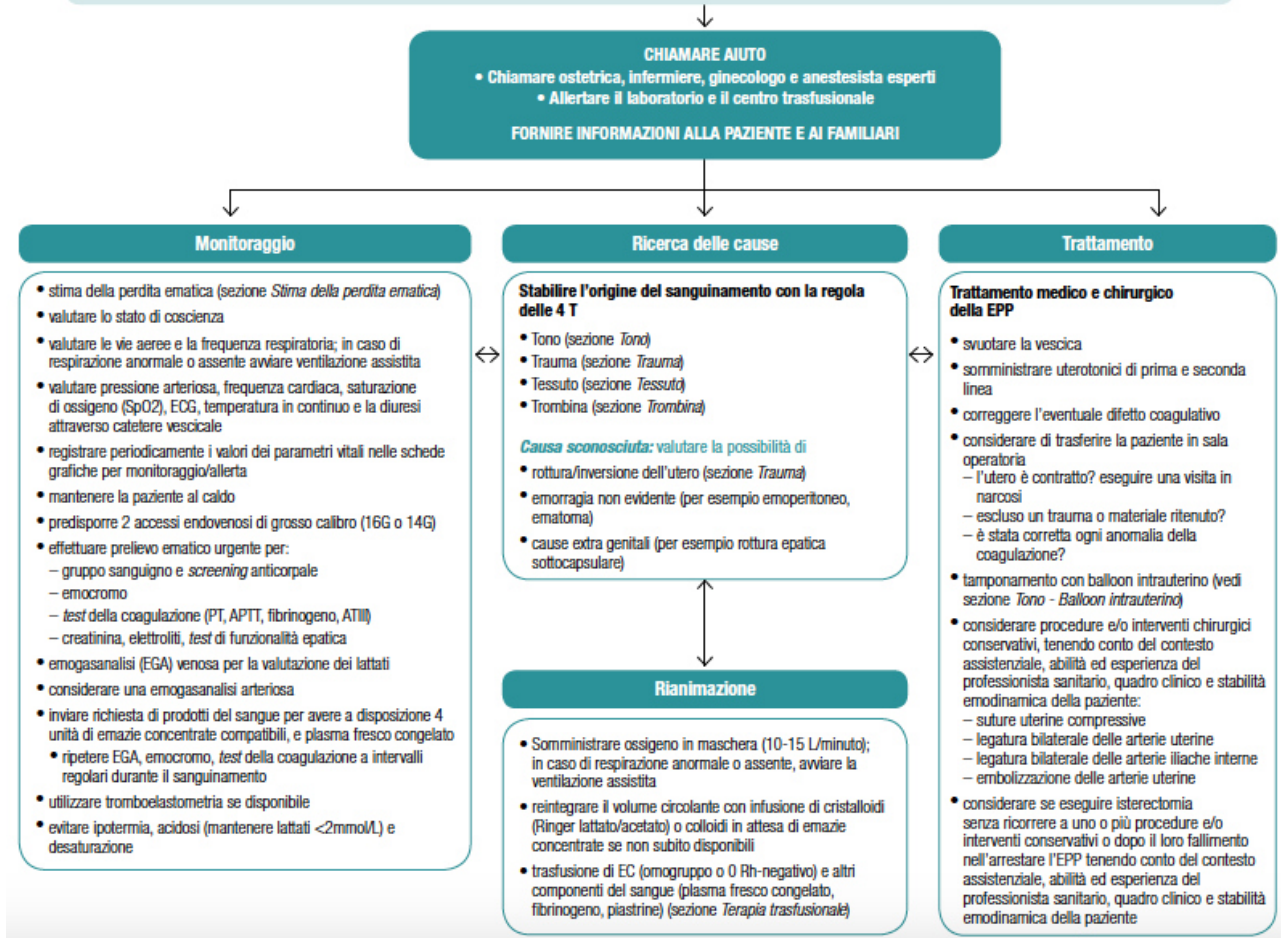 CHIAMARE AIUTO
• Chiamare ostetrica, infermiere, ginecologo e anestesista esperti
• Allertare il laboratorio e il centro trasfusionale
FORNIRE INFORMAZIONI ALLA PAZIENTE E AI FAMILIARI
Monitoraggio
• stima della perdita ematica (sezione Stima della perdita ematica)
• valutare lo stato di coscienza
• valutare le vie aeree e la frequenza respiratoria; in caso di
respirazione anormale o assente avviare ventilazione assistita
• valutare pressione arteriosa, frequenza cardiaca, saturazione
di ossigeno (SpO2), ECG, temperatura in continuo e la diuresi
attraverso catetere vescicale
• registrare periodicamente i valori dei parametri vitali nelle schede
grafiche per monitoraggio/allerta
• mantenere la paziente al caldo
• predisporre 2 accessi endovenosi di grosso calibro (16G o 14G)
• effettuare prelievo ematico urgente per:
– gruppo sanguigno e screening anticorpale
– emocromo
– test della coagulazione (PT, APTT, fibrinogeno, ATIII)
– creatinina, elettroliti, test di funzionalità epatica
• emogasanalisi (EGA) venosa per la valutazione dei lattati
• considerare una emogasanalisi arteriosa
• inviare richiesta di prodotti del sangue per avere a disposizione 4
unità di emazie concentrate compatibili, e plasma fresco congelato
• ripetere EGA, emocromo, test della coagulazione a intervalli
regolari durante il sanguinamento
• utilizzare tromboelastometria se disponibile
• evitare ipotermia, acidosi (mantenere lattati <2mmol/L) e
desaturazione
Ricerca delle cause
Stabilire l'origine del sanguinamento con la regola
delle 4 T
• Tono (sezione Tono)
• Trauma (sezione Trauma)
• Tessuto (sezione Tessuto)
• Trombina (sezione Trombina)
Causa sconosciuta: valutare la possibilità di
• rottura/inversione dell'utero (sezione Trauma)
• emorragia non evidente (per esempio emoperitoneo,
ematoma)
• cause extra genitali (per esempio rottura epatica
sottocapsulare)
Rianimazione
• Somministrare ossigeno in maschera (10-15 L/minuto);
in caso di respirazione anormale o assente, avviare la
ventilazione assistita
• reintegrare il volume circolante con infusione di cristalloidi
(Ringer lattato/acetato) o colloidi in attesa di emazie
concentrate se non subito disponibili
• trasfusione di EC (omogruppo o 0 Rh-negativo) e altri
componenti del sangue (plasma fresco congelato,
fibrinogeno, piastrine) (sezione Terapia trasfusionale)
Trattamento
Trattamento medico e chirurgico
della EPP
• svuotare la vescica
• somministrare uterotonici di prima e seconda
linea
• correggere l'eventuale difetto coagulativo
• considerare di trasferire la paziente in sala
operatoria
– l'utero è contratto? eseguire una visita in
narcosi
– escluso un trauma o materiale ritenuto?
– è stata corretta ogni anomalia della
coagulazione?
• tamponamento con balloon intrauterino (vedi
sezione Tono - Balloon intrauterino)
• considerare procedure e/o interventi chirurgici
conservativi, tenendo conto del contesto
assistenziale, abilità ed esperienza del
professionista sanitario, quadro clinico e stabilità
emodinamica della paziente:
– suture uterine compressive
– legatura bilaterale delle arterie uterine
– legatura bilaterale delle arterie iliache interne
– embolizzazione delle arterie uterine
• considerare se eseguire isterectomia
senza ricorrere a uno o più procedure e/o
interventi conservativi o dopo il loro fallimento
nell'arrestare l'EPP tenendo conto del contesto
assistenziale, abilità ed esperienza del
professionista sanitario, quadro clinico e stabilità
emodinamica della paziente